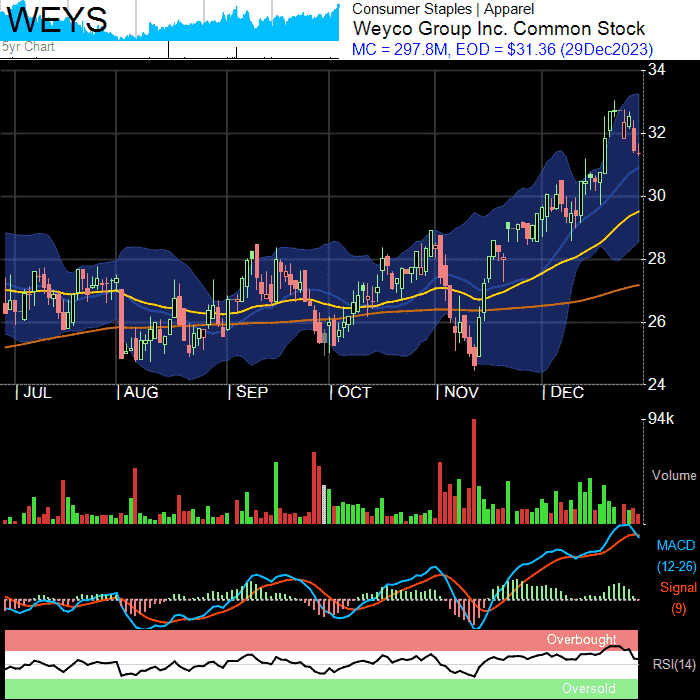 WEYS
5yr Chart
Consumer Staples | Apparel
Weyco Group Inc. Common Stock
MC = 297.8M, EOD = $31.36 (29Dec2023)
34
32
30
28
26
24
| JUL | AUG | SEP | OCT | NOV | DEC
94k
Volume
MACD
(12-26)
Signal
(9)
Overbought
RSI(14)
Oversold